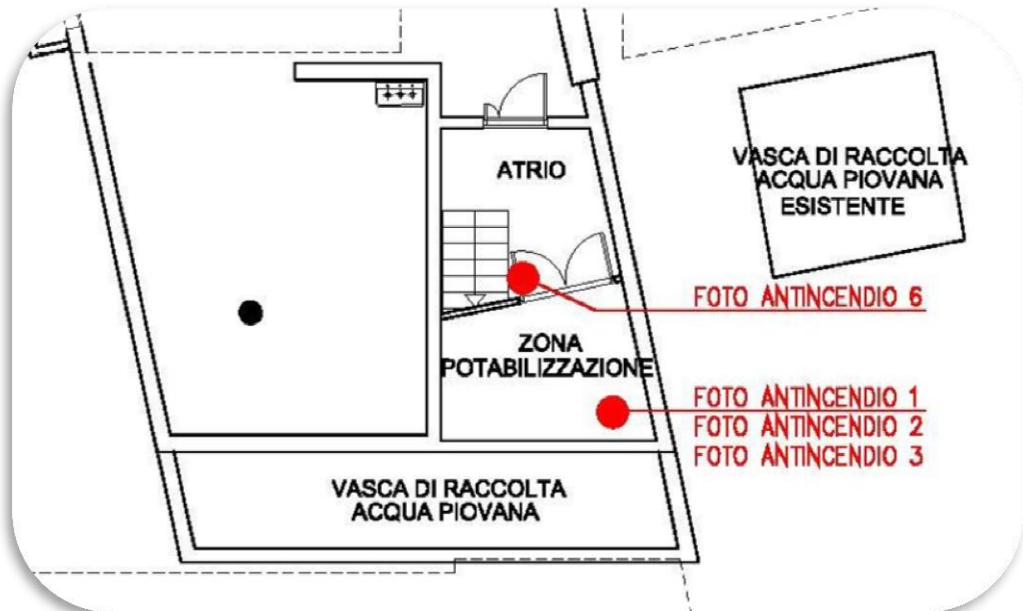 ATRIO
VASCA DI RACCOLTA
ACQUA PIOVANA
ESISTENTE
FOTO ANTINCENDIO 6
ZONA
POTABILIZZAZIONE
FOTO ANTINCENDIO 1
FOTO ANTINCENDIO 2
FOTO ANTINCENDIO 3
VASCA DI RACCOLTA
ACQUA PIOVANA